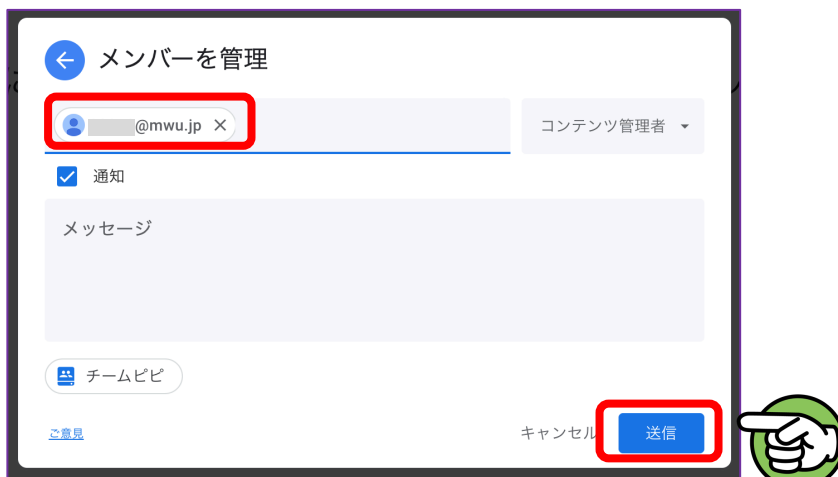 メンバーを管理
@mwu.jp
コンテンツ管理者
通知
メッセージ
チームピピ
ご意見
キャンセル
送信